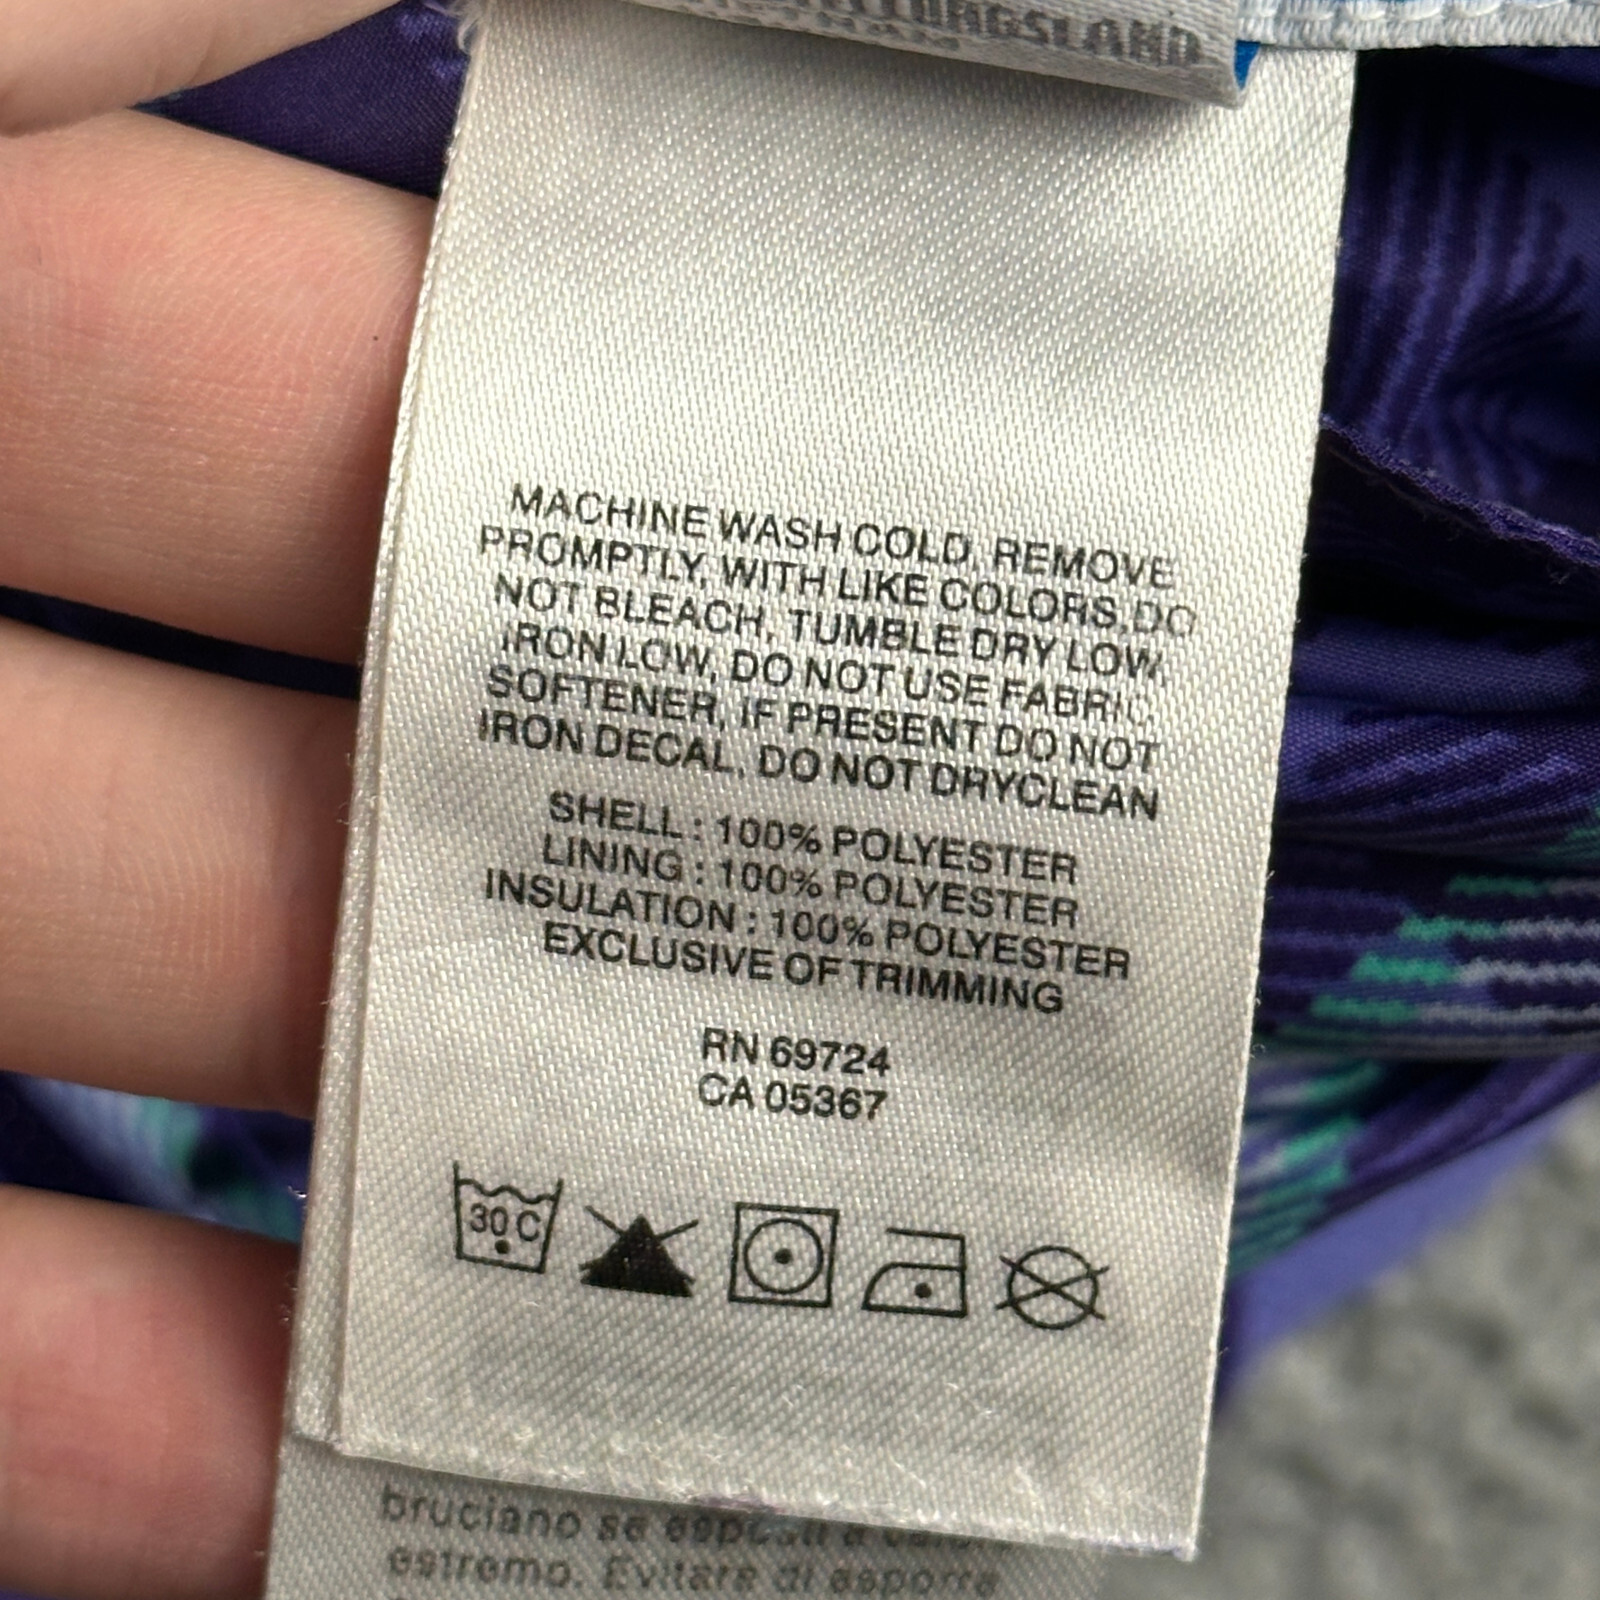 MACHINE WASH COLD, REMOVE
PROMPTLY, WITH LIKE COLORS, DO
NOT BLEACH, TUMBLE DRY LOW,
IRON LOW, DO NOT USE FABRIC
SOFTENER, IF PRESENT DO NOT
IRON DECAL, DO NOT DRYCLEAN
SHELL : 100% POLYESTER
LINING : 100% POLYESTER
INSULATION : 100% POLYESTER
EXCLUSIVE OF TRIMMING
RN 69724
CA 05367
30 C
bruciano se esposti a
estremo. Evitare di esporre